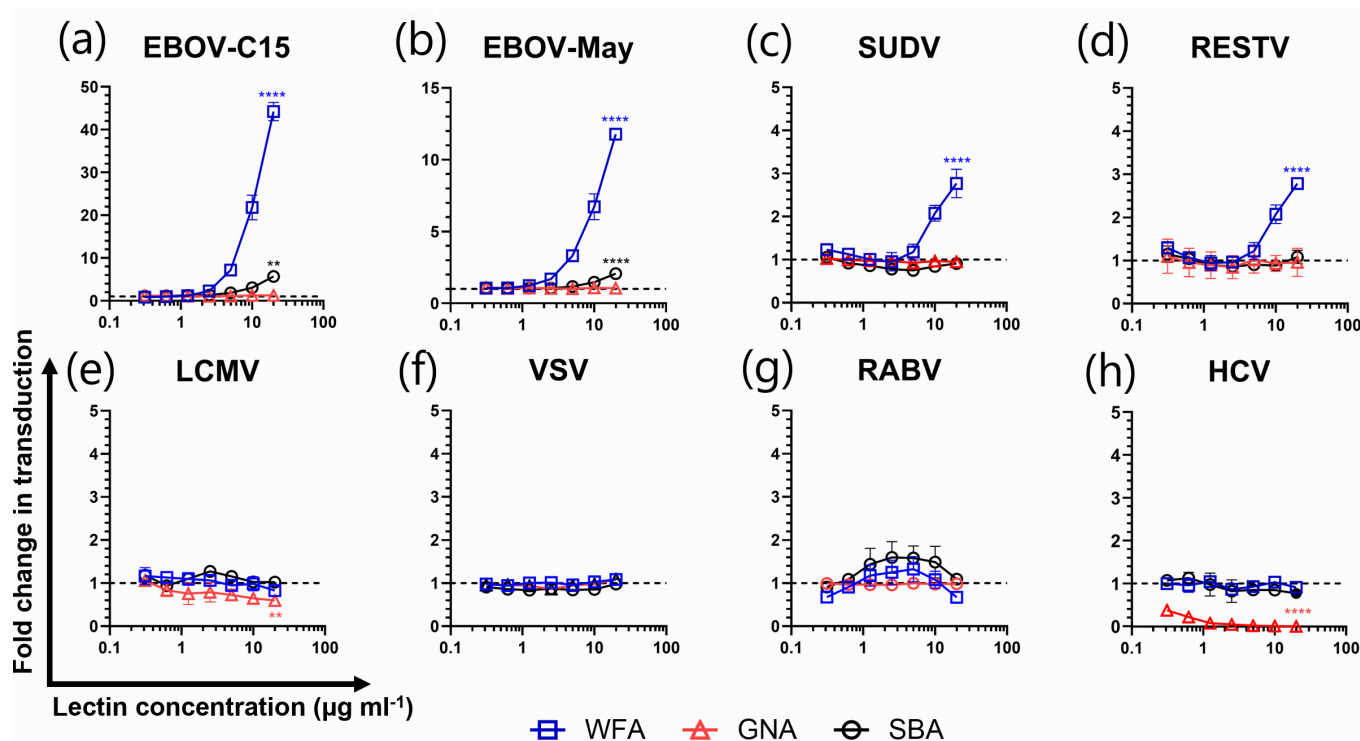 (a) EBOV-C15
(b) EBOV-May
(c) SUDV
(d) RESTV
50
40
30
20
10
0
0.1 1 10 100
**** 
**
15
10
5
0
0.1 1 10 100
****
****
5
4
3
2
1
0
0.1 1 10 100
****
5
4
3
2
1
0
0.1 1 10 100
****
(e) LCMV
(f) VSV
(g) RABV
(h) HCV
5
4
3
2
1
0
0.1 1 10 100
**
5
4
3
2
1
0
0.1 1 10 100
5
4
3
2
1
0
0.1 1 10 100
5
4
3
2
1
0
0.1 1 10 100
****
Fold change in transduction
Lectin concentration (µg ml⁻¹)
WFA GNA SBA